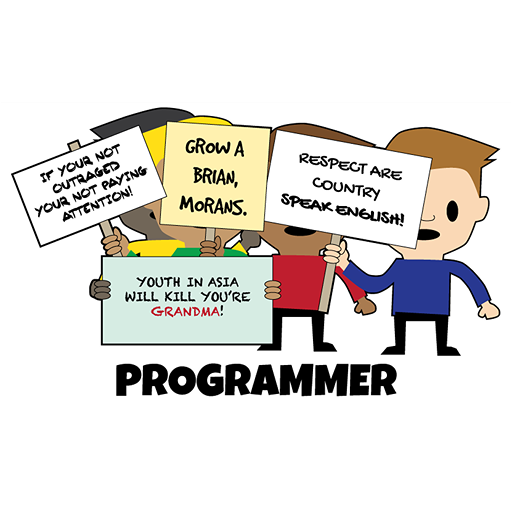 IF YOUR NOT
OUTRAGED
YOUR NOT PAYING
ATTENTION!
GROW A
BRIAN,
MORANS.
RESPECT ARE
COUNTRY
SPEAK ENGLISH!
YOUTH IN ASIA
WILL KILL YOU'RE
GRANDMA!
PROGRAMMER